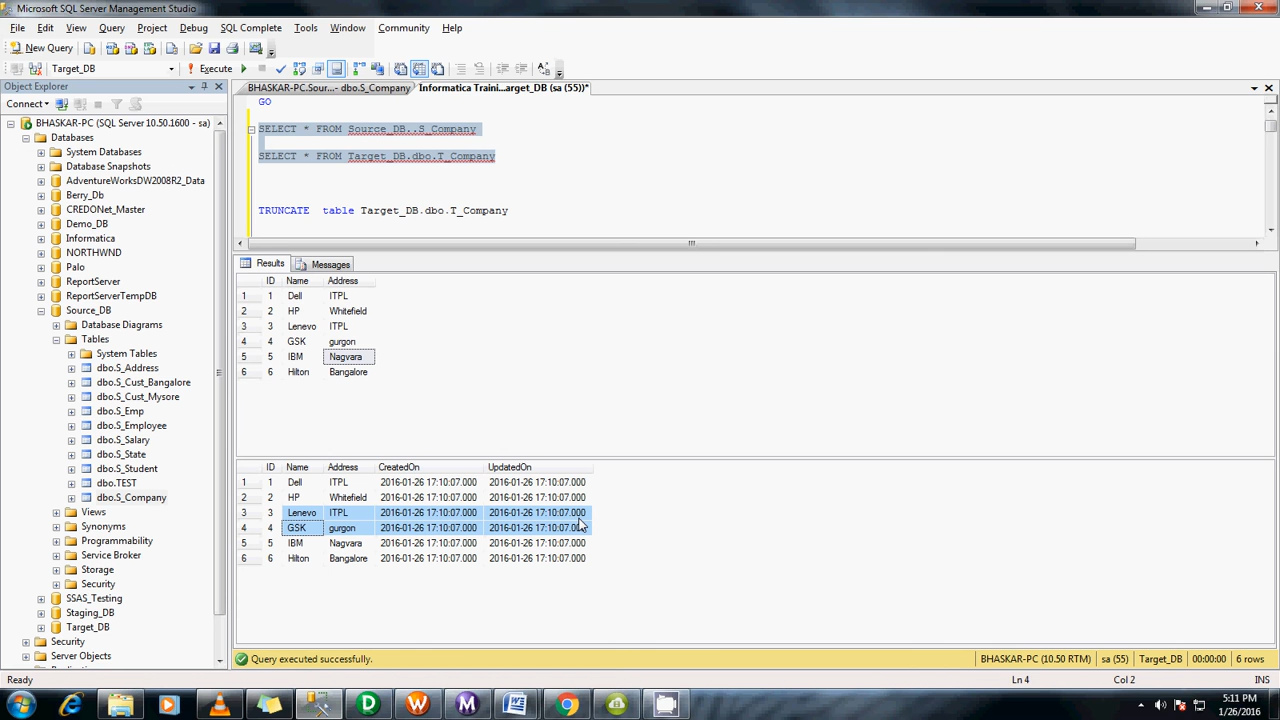 Microsoft SQL Server Management Studio
File Edit View Query Project Debug SQL Complete Tools Window Community Help
New Query
Target_DB Execute
Object Explorer
Connect
BHASKAR-PC (SQL Server 10.50.1600 - sa)
Databases
System Databases
Database Snapshots
AdventureWorksDW2008R2_Data
Berry_Db
CREDONet_Master
Demo_DB
Informatica
NORTHWND
Palo
ReportServer
ReportServerTempDB
Source_DB
Database Diagrams
Tables
System Tables
dbo.S_Address
dbo.S_Cust_Bangalore
dbo.S_Cust_Mysore
dbo.S_Emp
dbo.S_Employee
dbo.S_Salary
dbo.S_State
dbo.S_Student
dbo.TEST
dbo.S_Company
Views
Synonyms
Programmability
Service Broker
Storage
Security
SSAS_Testing
Staging_DB
Target_DB
Security
Server Objects
BHASKAR-PC.Sour...- dbo.S_Company Informatica Traini...arget_DB (sa (55))*
GO
SELECT * FROM Source_DB..S_Company
SELECT * FROM Target_DB.dbo.T_Company
TRUNCATE table Target_DB.dbo.T_Company
Results Messages
ID Name Address
1 1 Dell ITPL
2 2 HP Whitefield
3 3 Lenevo ITPL
4 4 GSK gurgon
5 5 IBM Nagvara
6 6 Hilton Bangalore
ID Name Address CreatedOn UpdatedOn
1 1 Dell ITPL 2016-01-26 17:10:07.000 2016-01-26 17:10:07.000
2 2 HP Whitefield 2016-01-26 17:10:07.000 2016-01-26 17:10:07.000
3 3 Lenevo ITPL 2016-01-26 17:10:07.000 2016-01-26 17:10:07.000
4 4 GSK gurgon 2016-01-26 17:10:07.000 2016-01-26 17:10:07.000
5 5 IBM Nagvara 2016-01-26 17:10:07.000 2016-01-26 17:10:07.000
6 6 Hilton Bangalore 2016-01-26 17:10:07.000 2016-01-26 17:10:07.000
Query executed successfully. BHASKAR-PC (10.50 RTM) sa (55) Target_DB 00:00:00 6 rows
Ready Ln 4 Col 2 INS
5:11 PM
1/26/2016